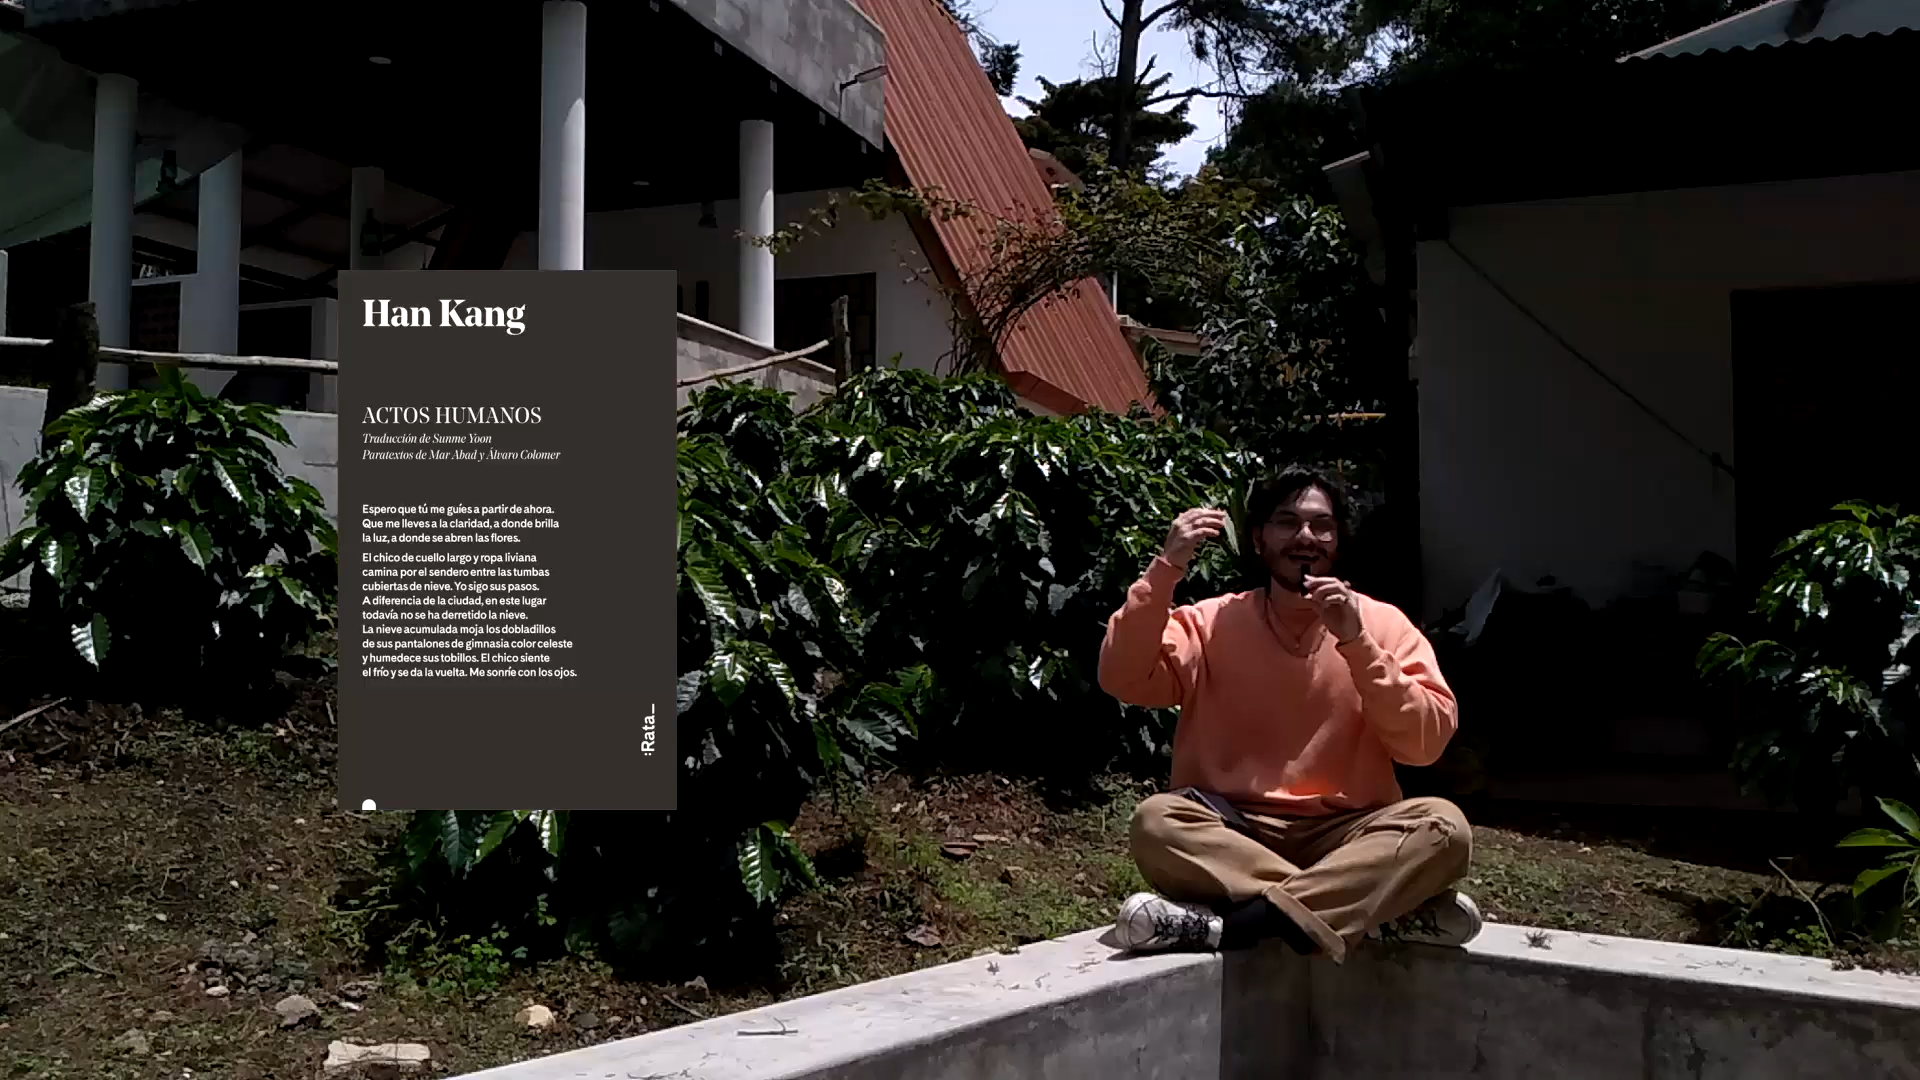 Han Kang
ACTOS HUMANOS
Traducción de Sunme Yoon
Paratextos de Mar Abad y Álvaro Colomer
Espero que tú me guíes a partir de ahora.
Que me lleves a la claridad, a donde brilla
la luz, a donde se abren las flores.
El chico de cuello largo y ropa liviana
camina por el sendero entre las tumbas
cubiertas de nieve. Yo sigo sus pasos.
A diferencia de la ciudad, en este lugar
todavía no se ha derretido la nieve.
La nieve acumulada moja los dobladillos
de sus pantalones de gimnasia color celeste
y humedece sus tobillos. El chico siente
el frío y se da la vuelta. Me sonríe con los ojos.
:Rata_